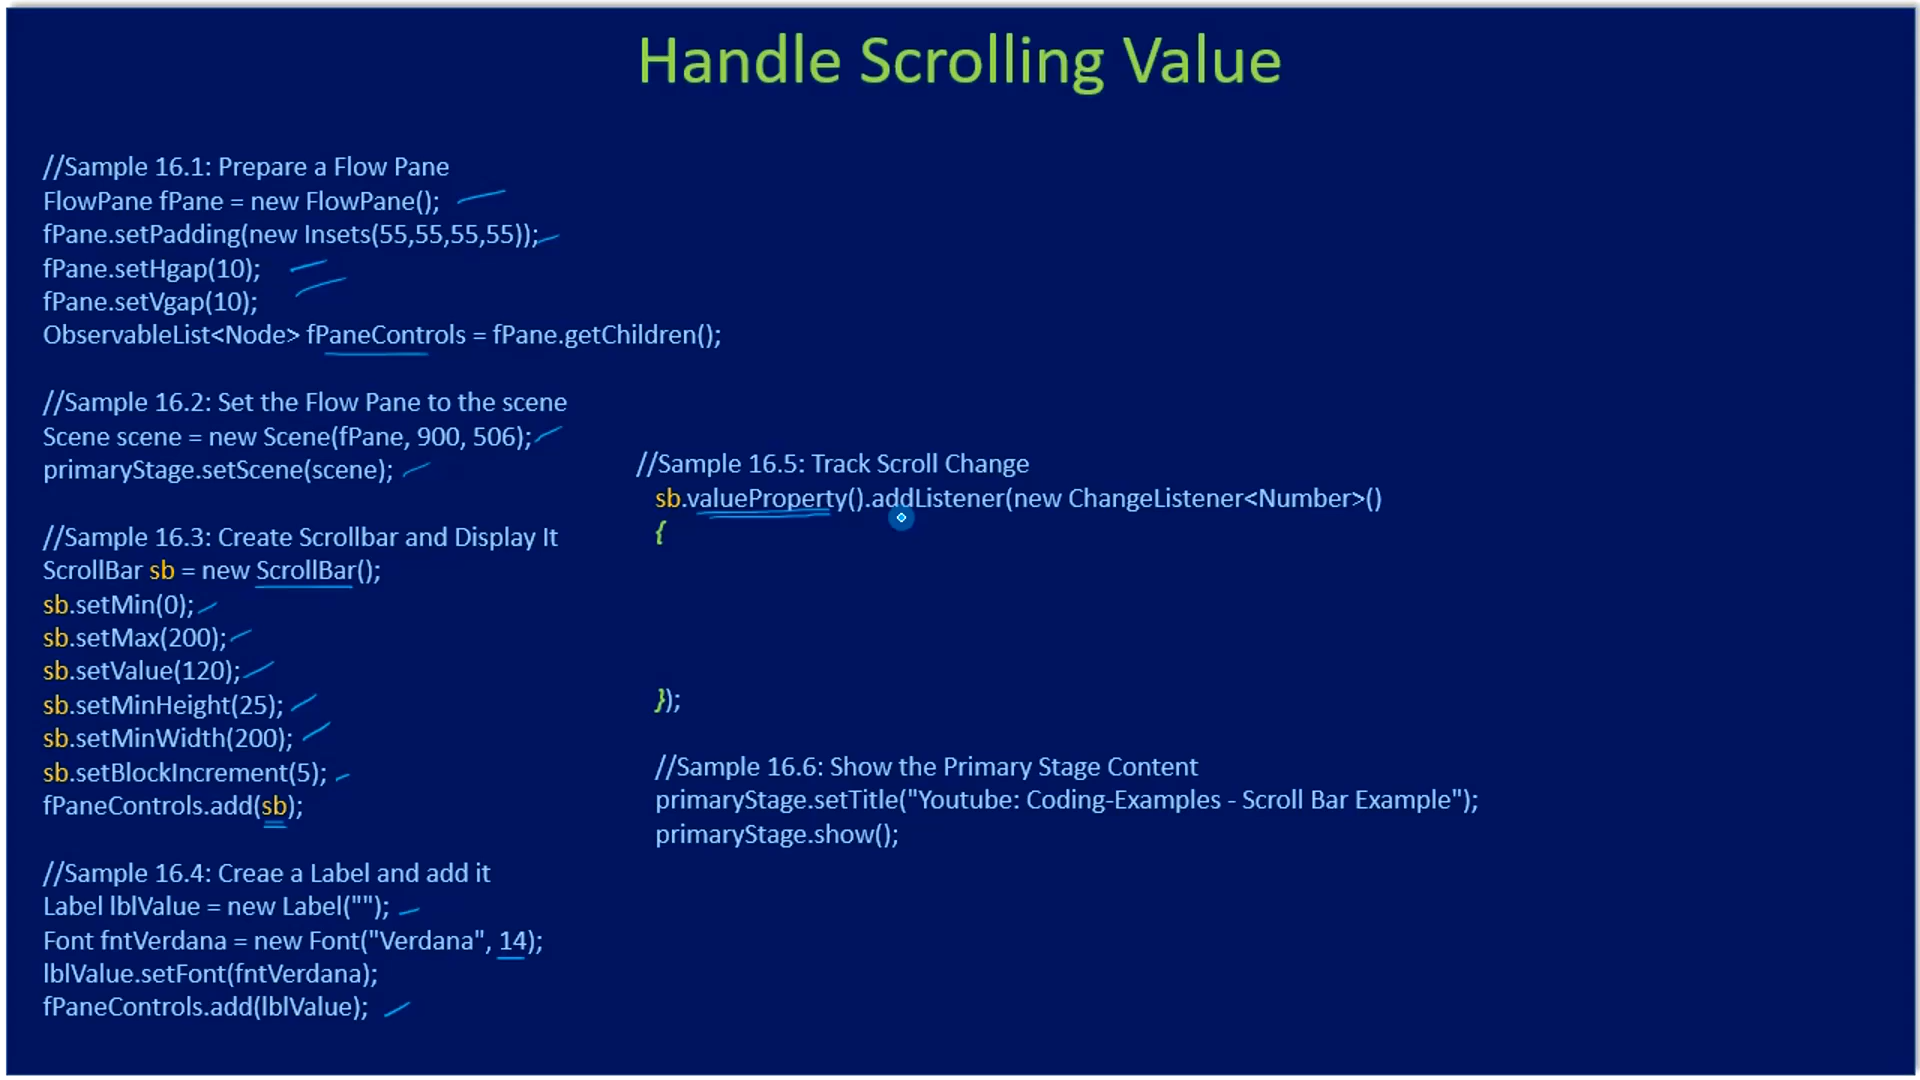 Handle Scrolling Value
//Sample 16.1: Prepare a Flow Pane
FlowPane fPane = new FlowPane();
fPane.setPadding(new Insets(55,55,55,55));
fPane.setHgap(10);
fPane.setVgap(10);
ObservableList<Node> fPaneControls = fPane.getChildren();
//Sample 16.2: Set the Flow Pane to the scene
Scene scene = new Scene(fPane, 900, 506);
primaryStage.setScene(scene);
//Sample 16.3: Create Scrollbar and Display It
ScrollBar sb = new ScrollBar();
sb.setMin(0);
sb.setMax(200);
sb.setValue(120);
sb.setMinHeight(25);
sb.setMinWidth(200);
sb.setBlockIncrement(5);
fPaneControls.add(sb);
//Sample 16.4: Creae a Label and add it
Label lblValue = new Label("");
Font fntVerdana = new Font("Verdana", 14);
lblValue.setFont(fntVerdana);
fPaneControls.add(lblValue);
//Sample 16.5: Track Scroll Change
sb.valueProperty().addListener(new ChangeListener<Number>()
{
});
//Sample 16.6: Show the Primary Stage Content
primaryStage.setTitle("Youtube: Coding-Examples - Scroll Bar Example");
primaryStage.show();